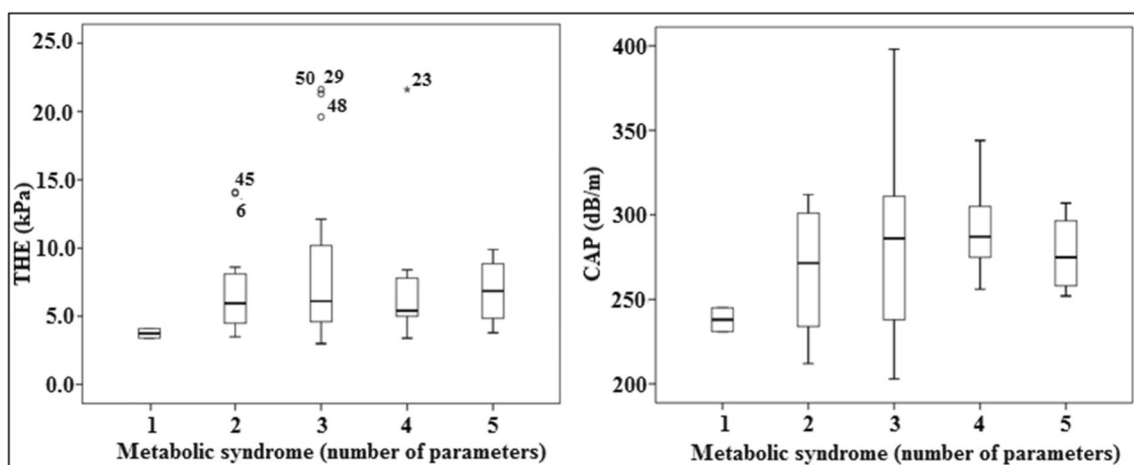 25.0
20.0
15.0
10.0
5.0
0.0
THE (kPa)
50 29
48
23
45
6
1 2 3 4 5
Metabolic syndrome (number of parameters)
400
350
300
250
200
CAP (dB/m)
1 2 3 4 5
Metabolic syndrome (number of parameters)